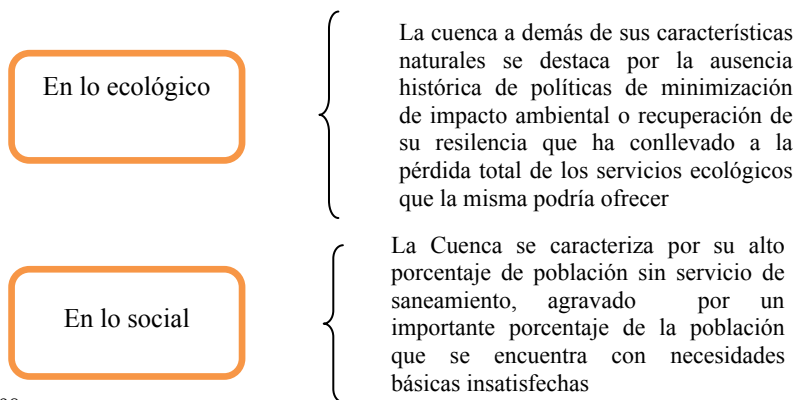 En lo ecológico
La cuenca a demás de sus características
naturales se destaca por la ausencia
histórica de políticas de minimización
de impacto ambiental o recuperación de
su resilencia que ha conllevado a la
pérdida total de los servicios ecológicos
que la misma podría ofrecer
En lo social
La Cuenca se caracteriza por su alto
porcentaje de población sin servicio de
saneamiento, agravado por un
importante porcentaje de la población
que se encuentra con necesidades
básicas insatisfechas